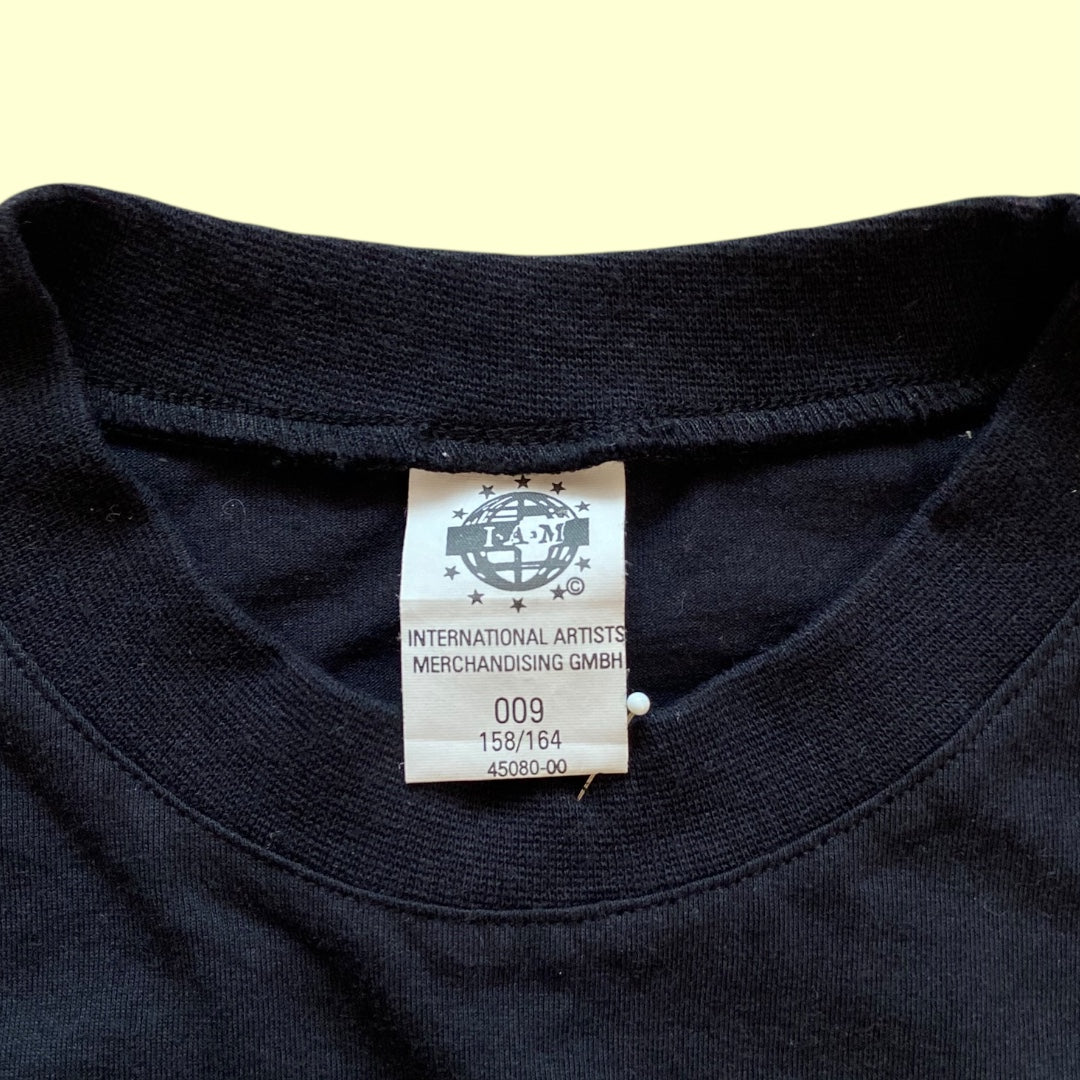 I·A·M
©
INTERNATIONAL ARTISTS
MERCHANDISING GMBH
009
158/164
45080-00